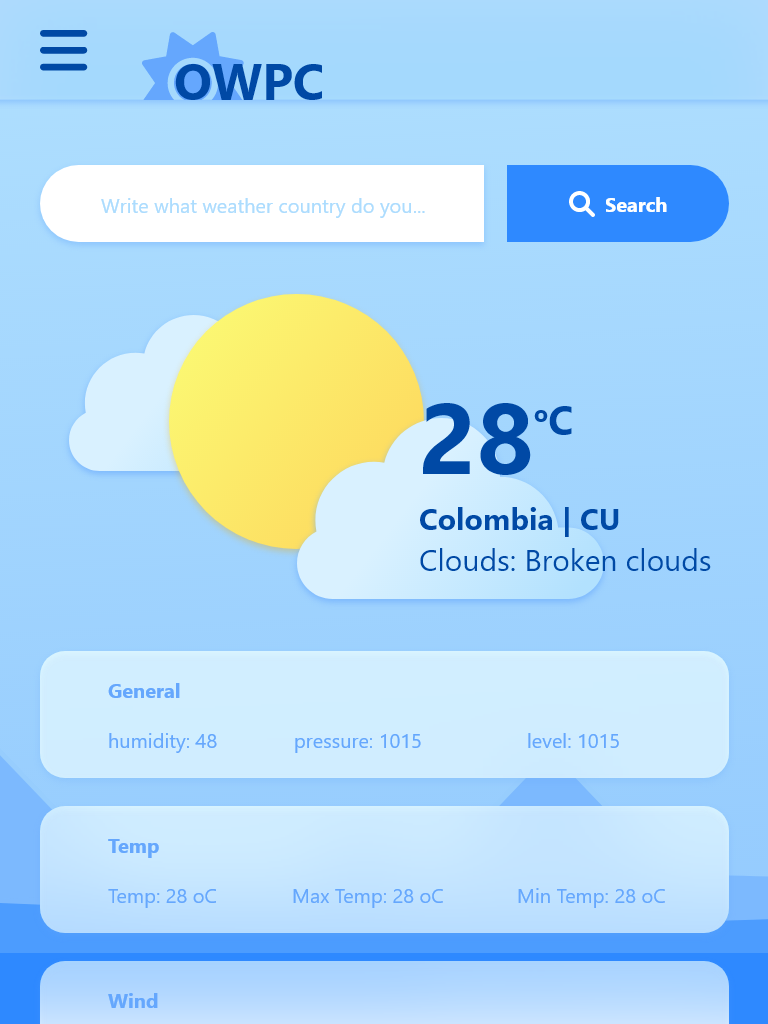 OWPC
Write what weather country do you...
Search
28ºC
Colombia | CU
Clouds: Broken clouds
General
humidity: 48 pressure: 1015 level: 1015
Temp
Temp: 28 oC Max Temp: 28 oC Min Temp: 28 oC
Wind